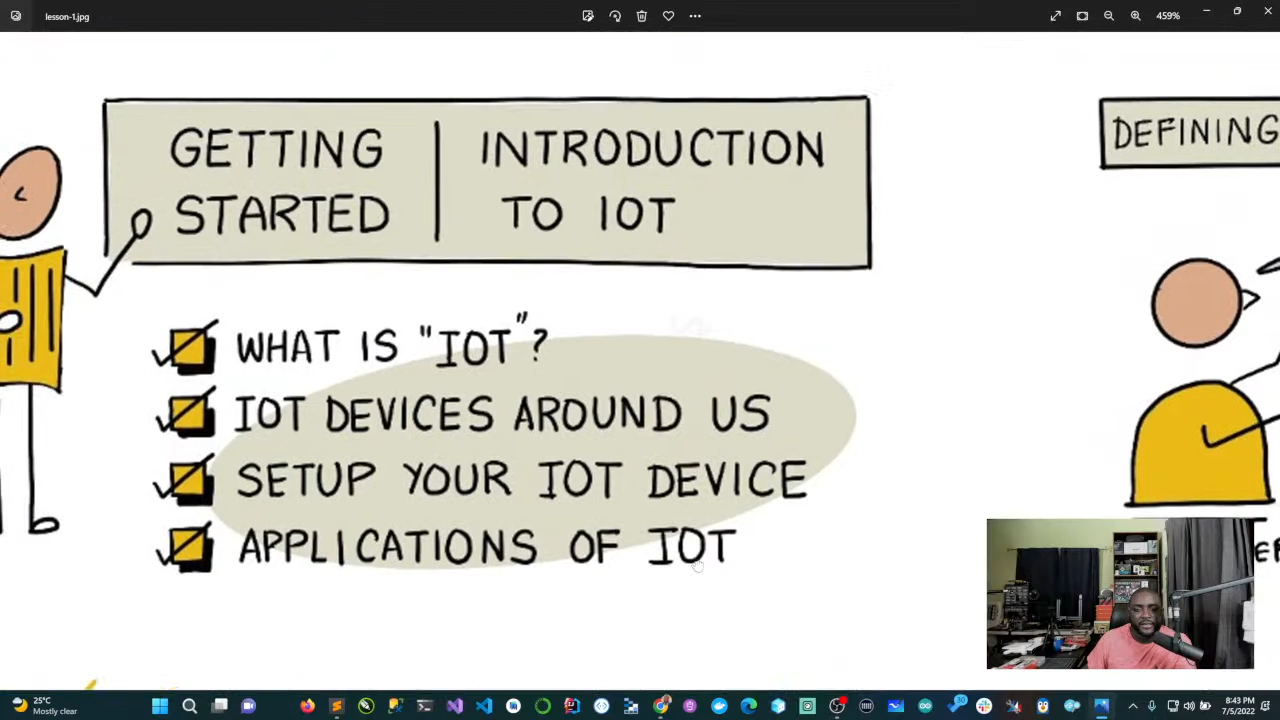 lesson-1.jpg
459%
GETTING STARTED
INTRODUCTION TO IOT
DEFINING
WHAT IS "IOT"?
IOT DEVICES AROUND US
SETUP YOUR IOT DEVICE
APPLICATIONS OF IOT
25°C
Mostly clear
8:43 PM
7/5/2022